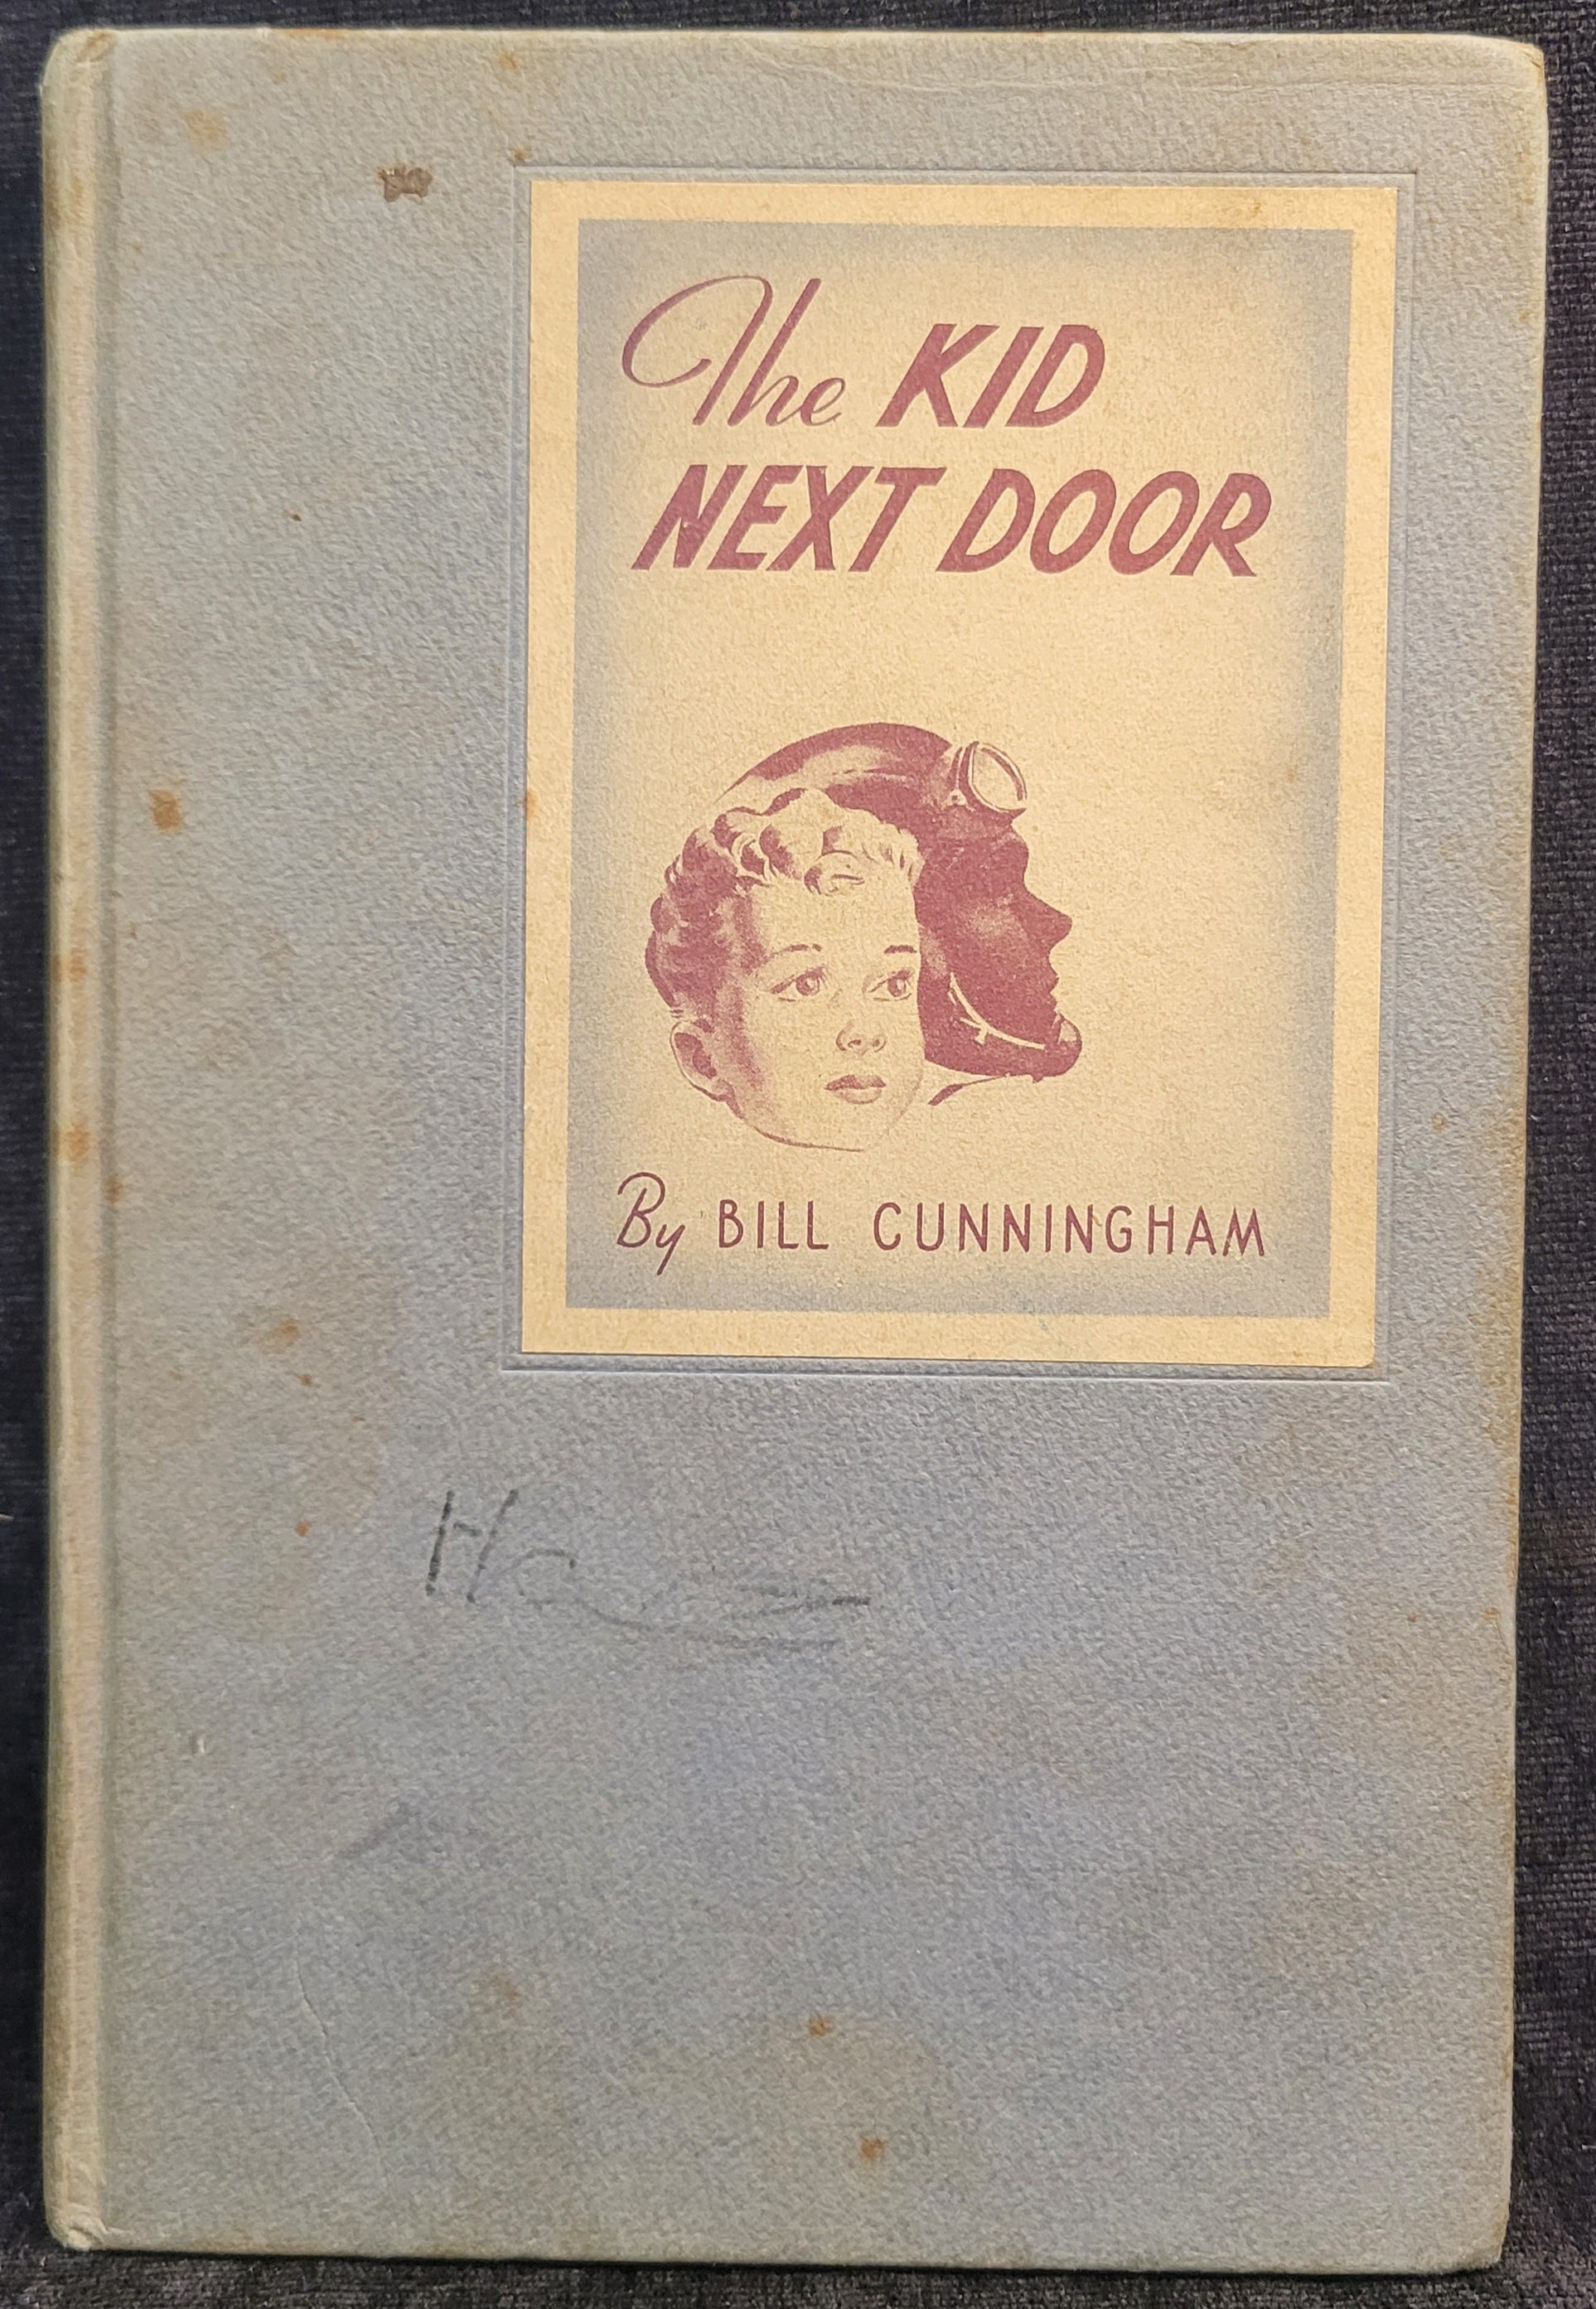 The KID
NEXT DOOR
By BILL CUNNINGHAM